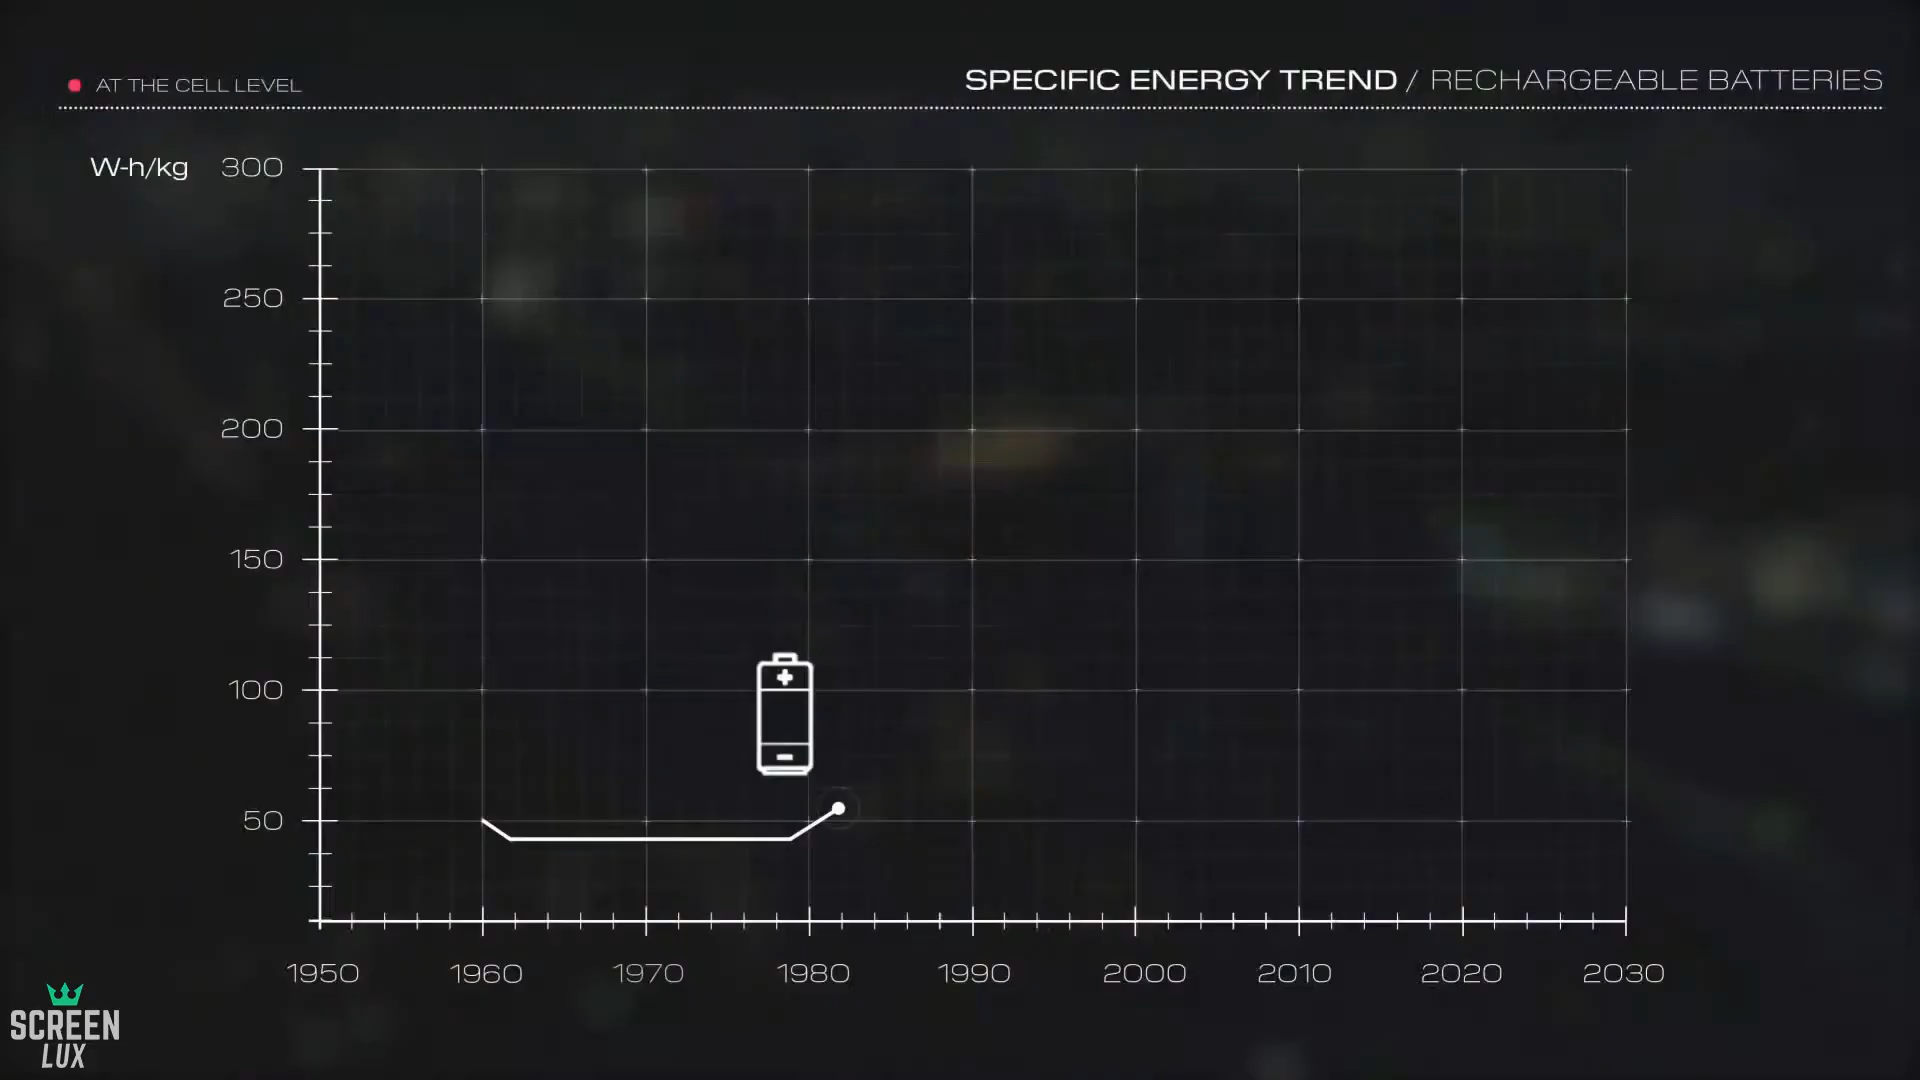 AT THE CELL LEVEL
SPECIFIC ENERGY TREND / RECHARGEABLE BATTERIES
W-h/kg
300
250
200
150
100
50
1950 1960 1970 1980 1990 2000 2010 2020 2030
SCREEN
LUX